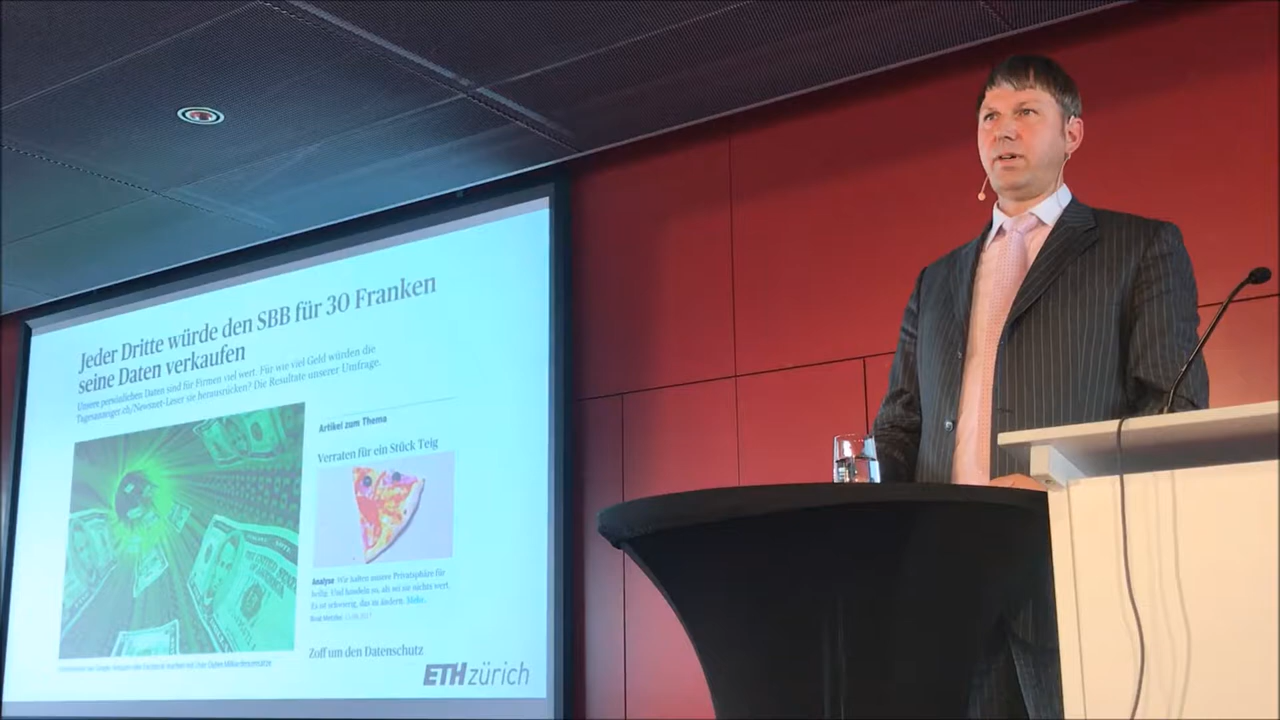 Jeder Dritte würde den SBB für 30 Franken
seine Daten verkaufen
Unsere persönlichen Daten sind für Firmen viel wert. Für wie viel Geld würden die
Tagesanzeiger.ch/Newsnet-Leser sie herausrücken? Die Resultate unserer Umfrage.
Artikel zum Thema
Verraten für ein Stück Teig
Analyse Wir halten unsere Privatsphäre für
heilig. Und handeln so, als sei sie nichts wert.
Es ist schwierig, das zu ändern. Mehr...
Zoff um den Datenschutz
ETH zürich